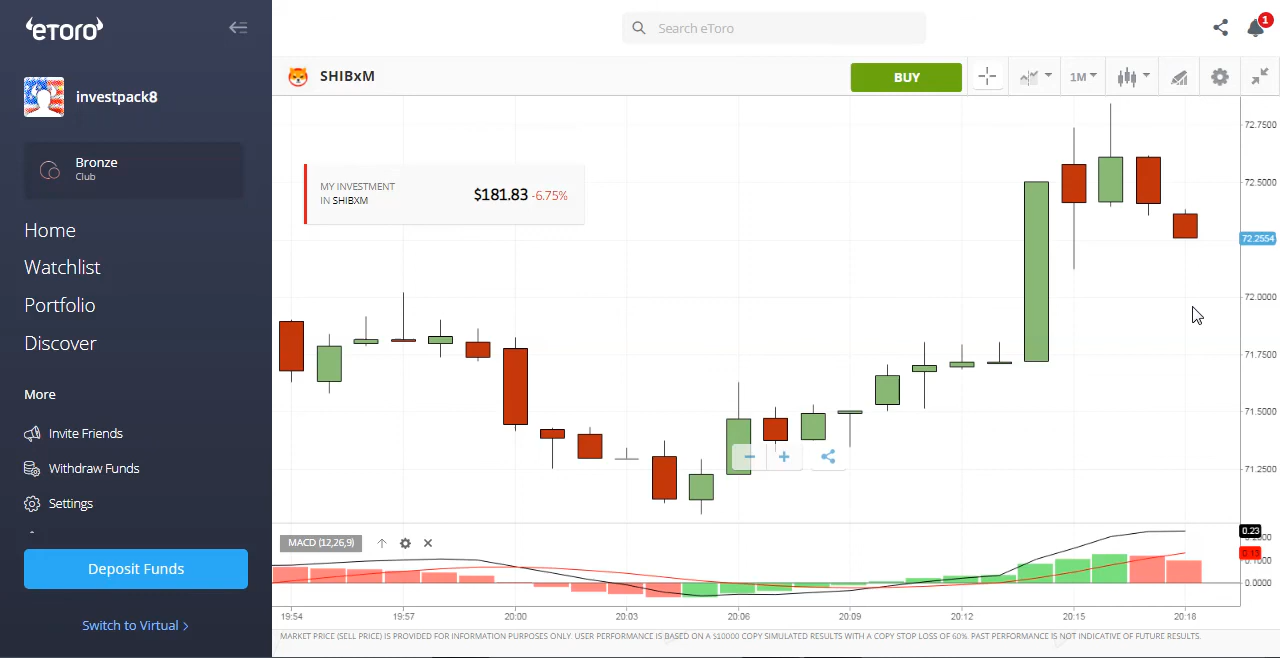 eToro
Search eToro
1
investpack8
SHIBxM
BUY
1M
Bronze
Club
MY INVESTMENT
IN SHIBXM
$181.83 -6.75%
Home
Watchlist
Portfolio
Discover
More
Invite Friends
Withdraw Funds
Settings
Deposit Funds
Switch to Virtual >
72.7500
72.5000
72.2554
72.0000
71.7500
71.5000
71.2500
MACD (12,26,9)
0.23
0.13
0.0000
19:54
19:57
20:00
20:03
20:06
20:09
20:12
20:15
20:18
MARKET PRICE (SELL PRICE) IS PROVIDED FOR INFORMATION PURPOSES ONLY. USER PERFORMANCE IS BASED ON A $10000 COPY SIMULATED RESULTS WITH A COPY STOP LOSS OF 60%. PAST PERFORMANCE IS NOT INDICATIVE OF FUTURE RESULTS.